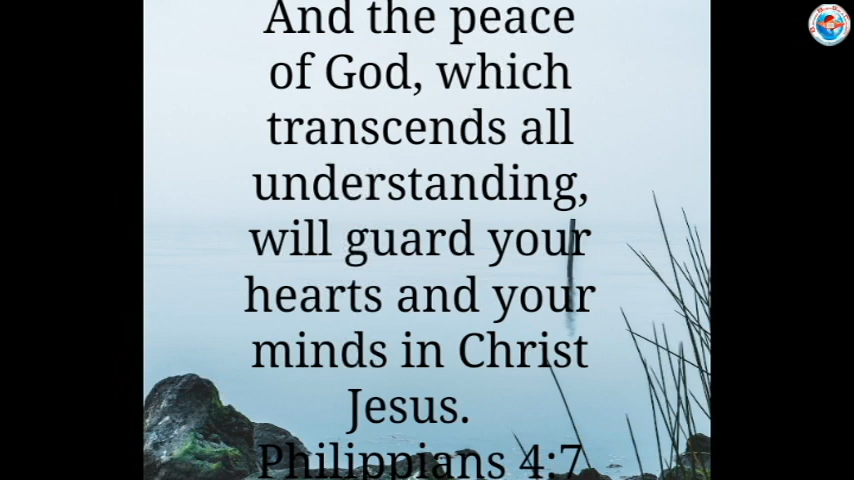 And the peace
of God, which
transcends all
understanding,
will guard your
hearts and your
minds in Christ
Jesus.
Philippians 4:7